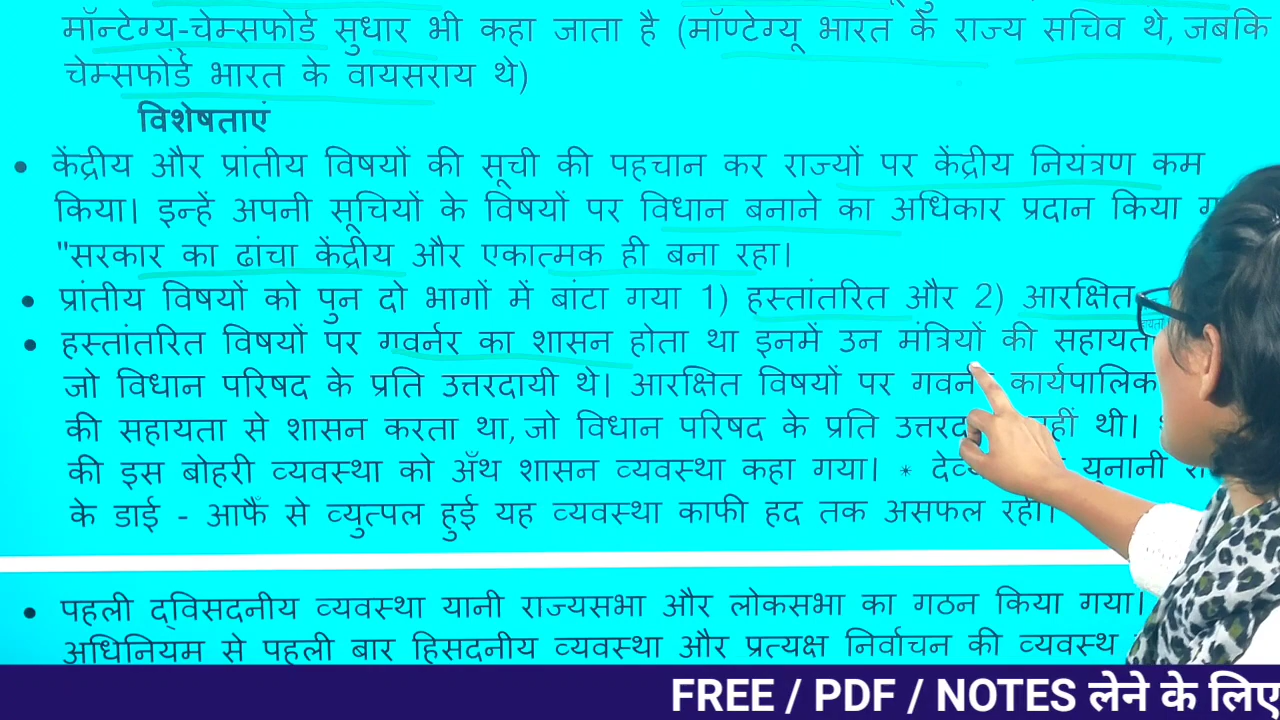 मॉन्टेग्य-चेम्सफोर्ड सुधार भी कहा जाता है (मॉण्टेग्यू भारत के राज्य सचिव थे, जबकि
चेम्सफोर्ड भारत के वायसराय थे)
विशेषताएं
• केंद्रीय और प्रांतीय विषयों की सूची की पहचान कर राज्यों पर केंद्रीय नियंत्रण कम
किया। इन्हें अपनी सूचियों के विषयों पर विधान बनाने का अधिकार प्रदान किया
"सरकार का ढांचा केंद्रीय और एकात्मक ही बना रहा।
• प्रांतीय विषयों को पुन दो भागों में बांटा गया 1) हस्तांतरित और 2) आरक्षित
• हस्तांतरित विषयों पर गवर्नर का शासन होता था इनमें उन मंत्रियों की
जो विधान परिषद के प्रति उत्तरदायी थे। आरक्षित विषयों पर
की सहायता से शासन करता था, जो विधान परिषद के प्रति थी।
की इस बोहरी व्यवस्था को अँथ शासन व्यवस्था कहा गया। * यूनानी
के डाई - आफैं से व्युत्पल हुई यह व्यवस्था काफी हद तक असफल रही।
• पहली द्विसदनीय व्यवस्था यानी राज्यसभा और लोकसभा का गठन किया गया।
अधिनियम से पहली बार हिसदनीय व्यवस्था और प्रत्यक्ष निर्वाचन की
FREE / PDF / NOTES लेने के लिए